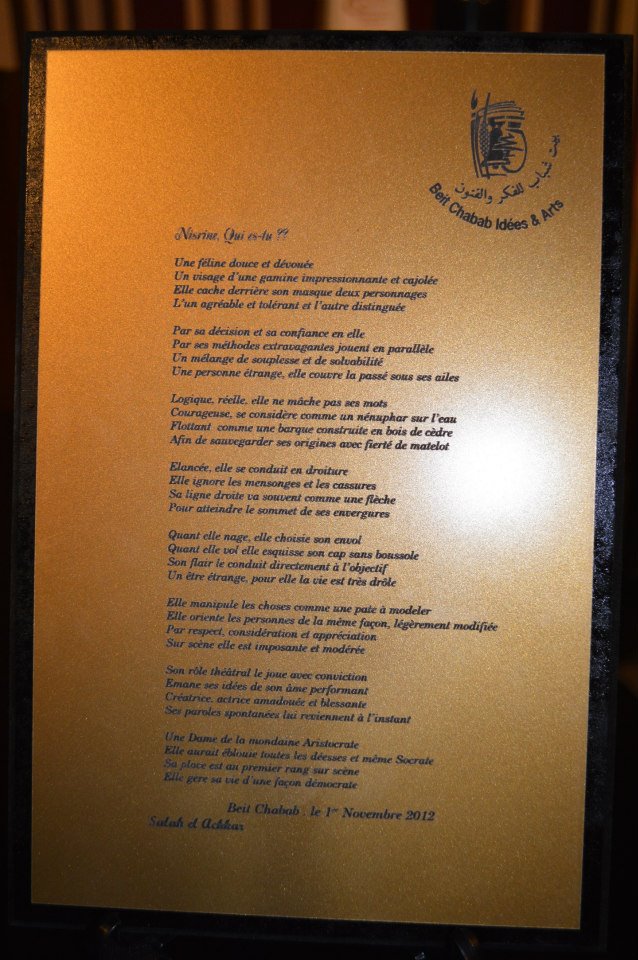 بيت شباب للفكر والفنون
Beit Chabab Idées & Arts
Nisrine, Qui es-tu ??
Une féline douce et dévouée
Un visage d'une gamine impressionnante et cajolée
Elle cache derrière son masque deux personnages
L'un agréable et tolérant et l'autre distinguée
Par sa décision et sa confiance en elle
Par ses méthodes extravagantes jouent en parallèle
Un mélange de souplesse et de solvabilité
Une personne étrange, elle couvre la passé sous ses ailes
Logique, réelle, elle ne mâche pas ses mots
Courageuse, se considère comme un nénuphar sur l'eau
Flottant comme une barque construite en bois de cèdre
Afin de sauvegarder ses origines avec fierté de matelot
Elancée, elle se conduit en droiture
Elle ignore les mensonges et les cassures
Sa ligne droite va souvent comme une flèche
Pour atteindre le sommet de ses envergures
Quant elle nage, elle choisie son envol
Quant elle vol elle esquisse son cap sans boussole
Son flair le conduit directement à l'objectif
Un être étrange, pour elle la vie est très drôle
Elle manipule les choses comme une pate à modeler
Elle oriente les personnes de la même façon, légèrement modifiée
Par respect, considération et appréciation
Sur scène elle est imposante et modérée
Son rôle théâtral le joue avec conviction
Emane ses idées de son âme performant
Créatrice, actrice amadouée et blessante
Ses paroles spontanées lui reviennent à l'instant
Une Dame de la mondaine Aristocrate
Elle aurait éblouie toutes les déesses et même Socrate
Sa place est au premier rang sur scène
Elle gere sa vie d'une façon démocrate
Beit Chabab , le 1er Novembre 2012
Salah el Achkar